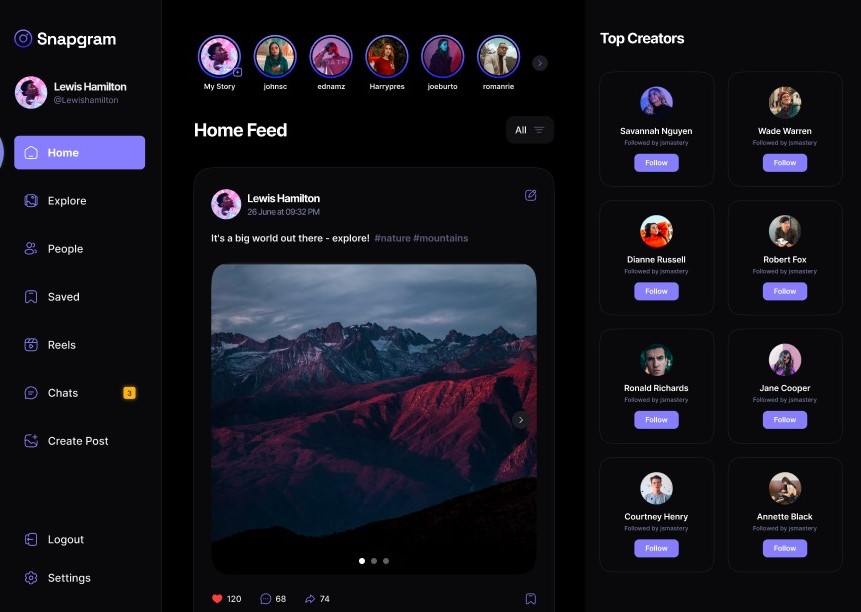 Snapgram
Lewis Hamilton
@Lewishamilton
Home
Explore
People
Saved
Reels
Chats
3
Create Post
Logout
Settings
My Story
johnsc
ednamz
Harrypres
joeburto
romanrie
Home Feed
All
Lewis Hamilton
26 June at 09:32 PM
It's a big world out there - explore! #nature #mountains
120
68
74
Top Creators
Savannah Nguyen
Followed by jsmastery
Follow
Wade Warren
Followed by jsmastery
Follow
Dianne Russell
Followed by jsmastery
Follow
Robert Fox
Followed by jsmastery
Follow
Ronald Richards
Followed by jsmastery
Follow
Jane Cooper
Followed by jsmastery
Follow
Courtney Henry
Followed by jsmastery
Follow
Annette Black
Followed by jsmastery
Follow